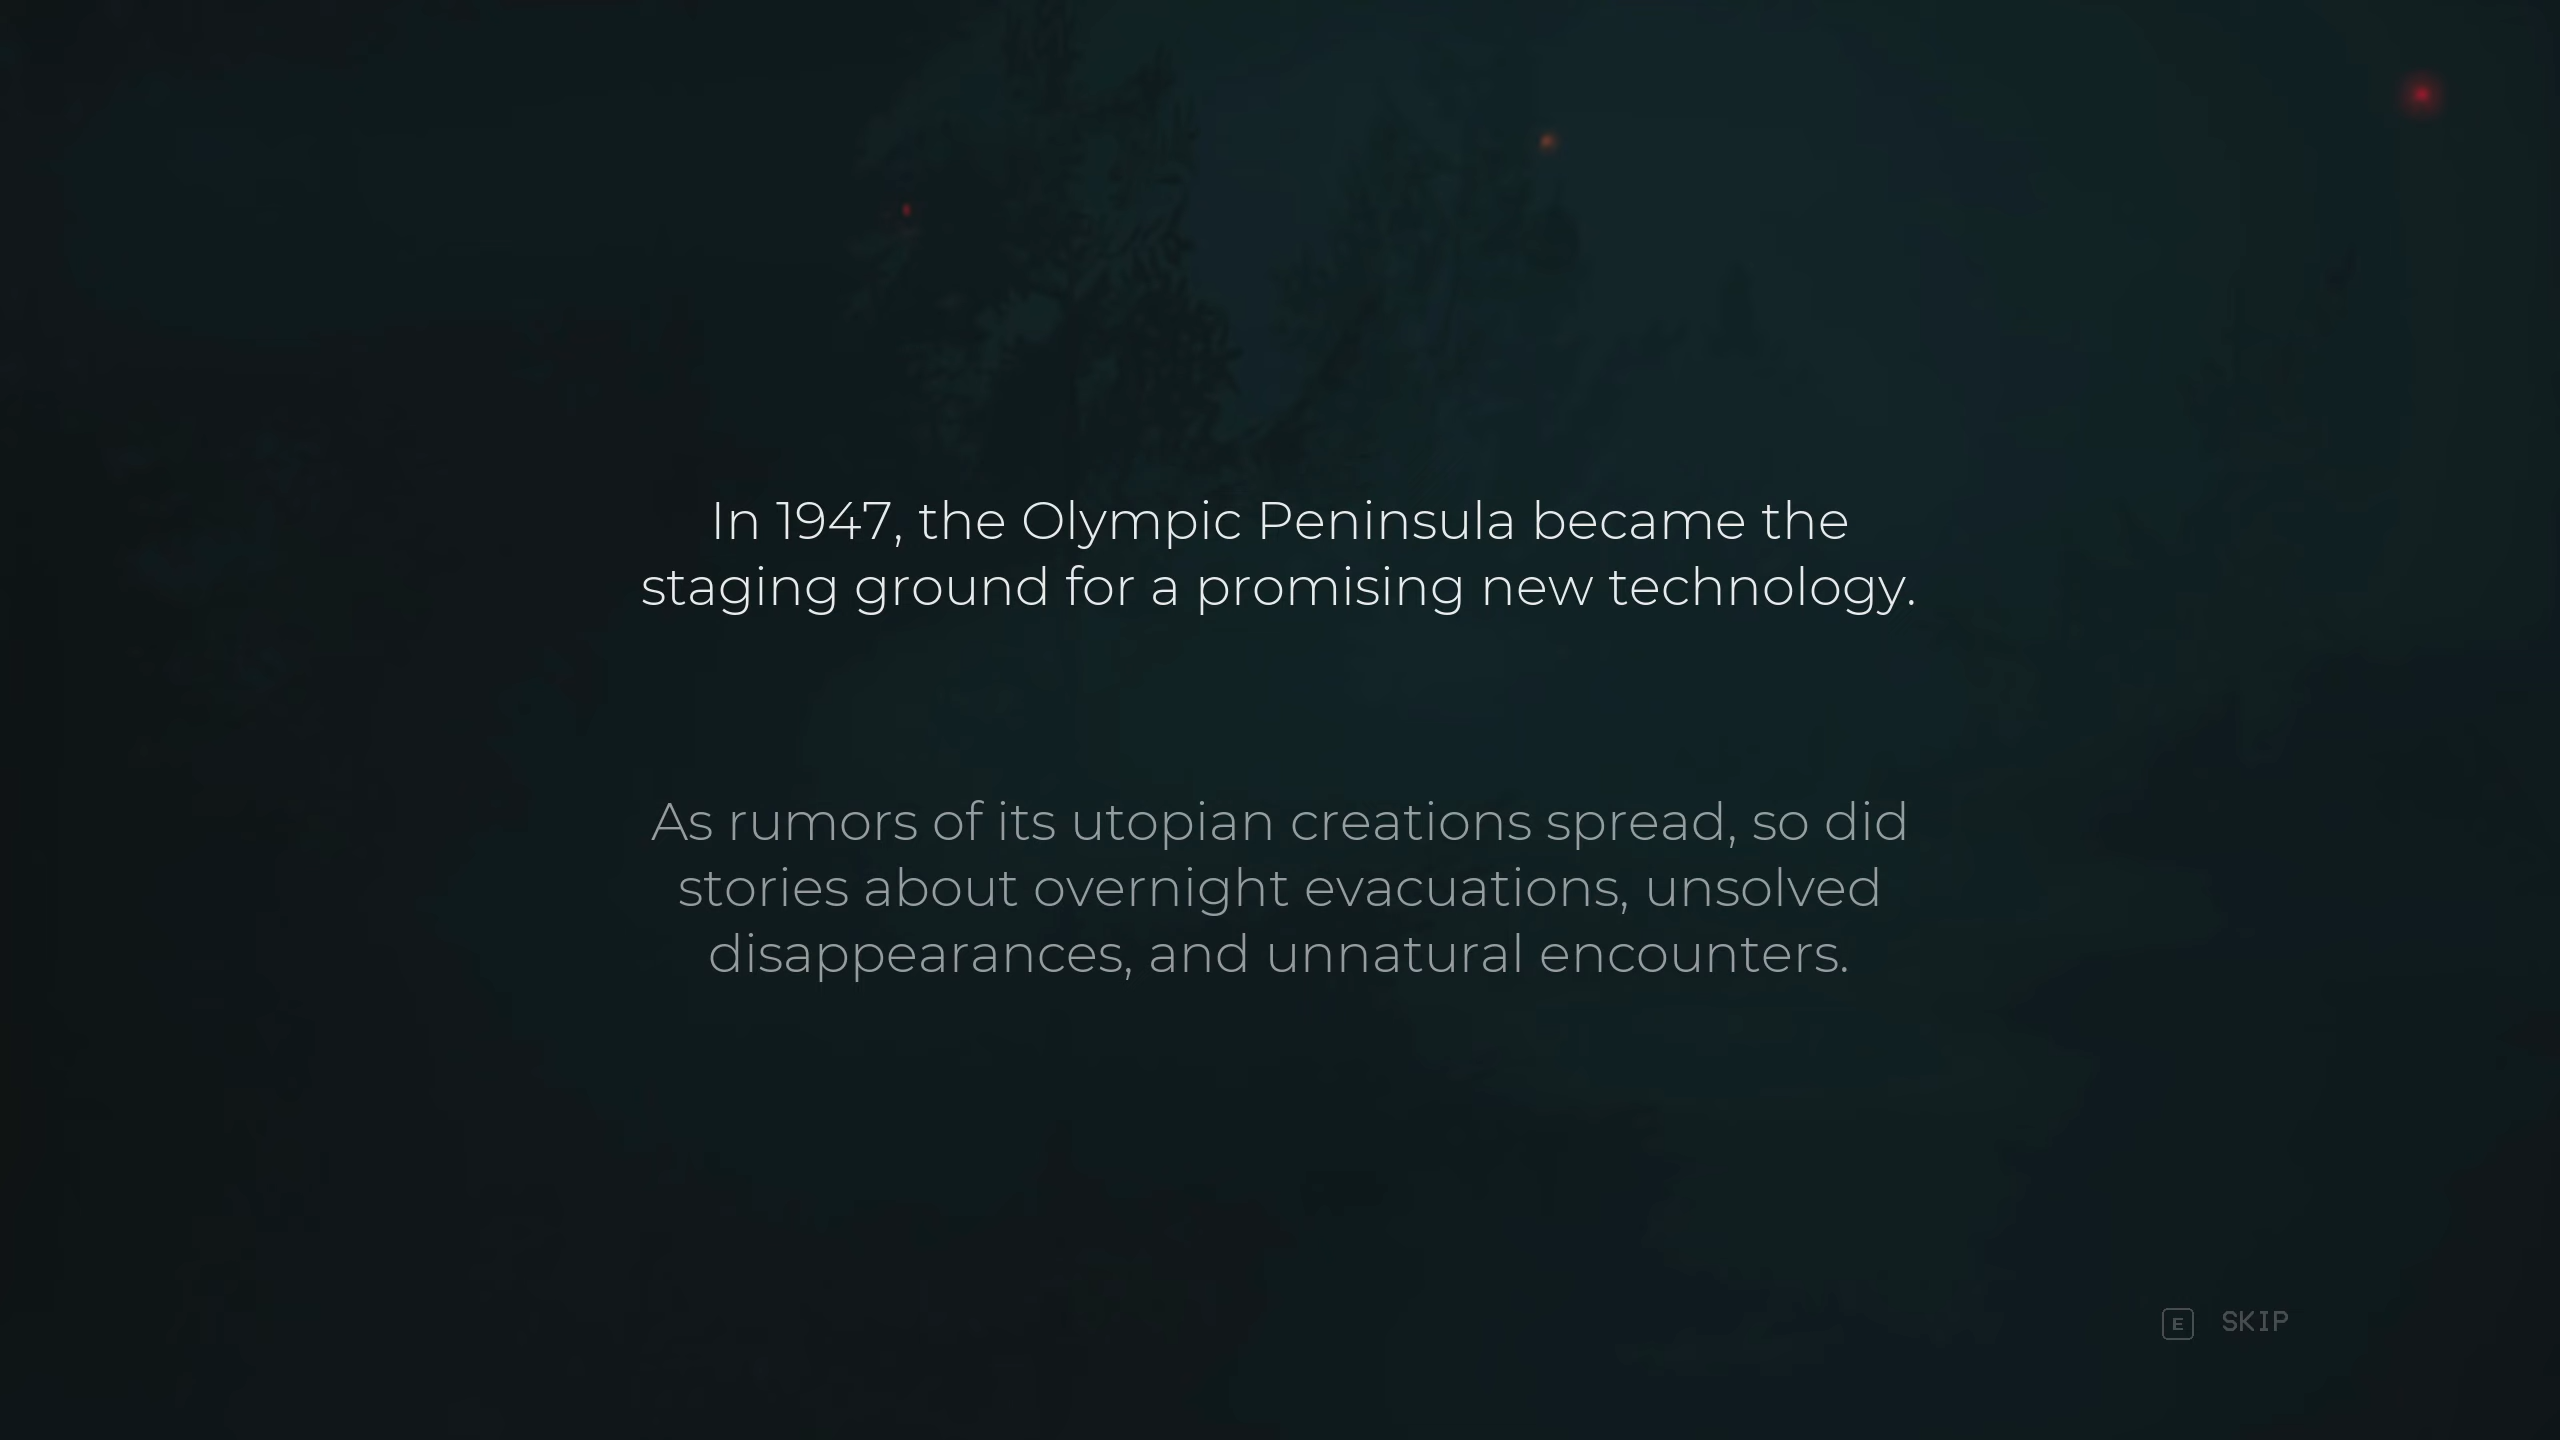 In 1947, the Olympic Peninsula became the
staging ground for a promising new technology.
As rumors of its utopian creations spread, so did
stories about overnight evacuations, unsolved
disappearances, and unnatural encounters.
E SKIP